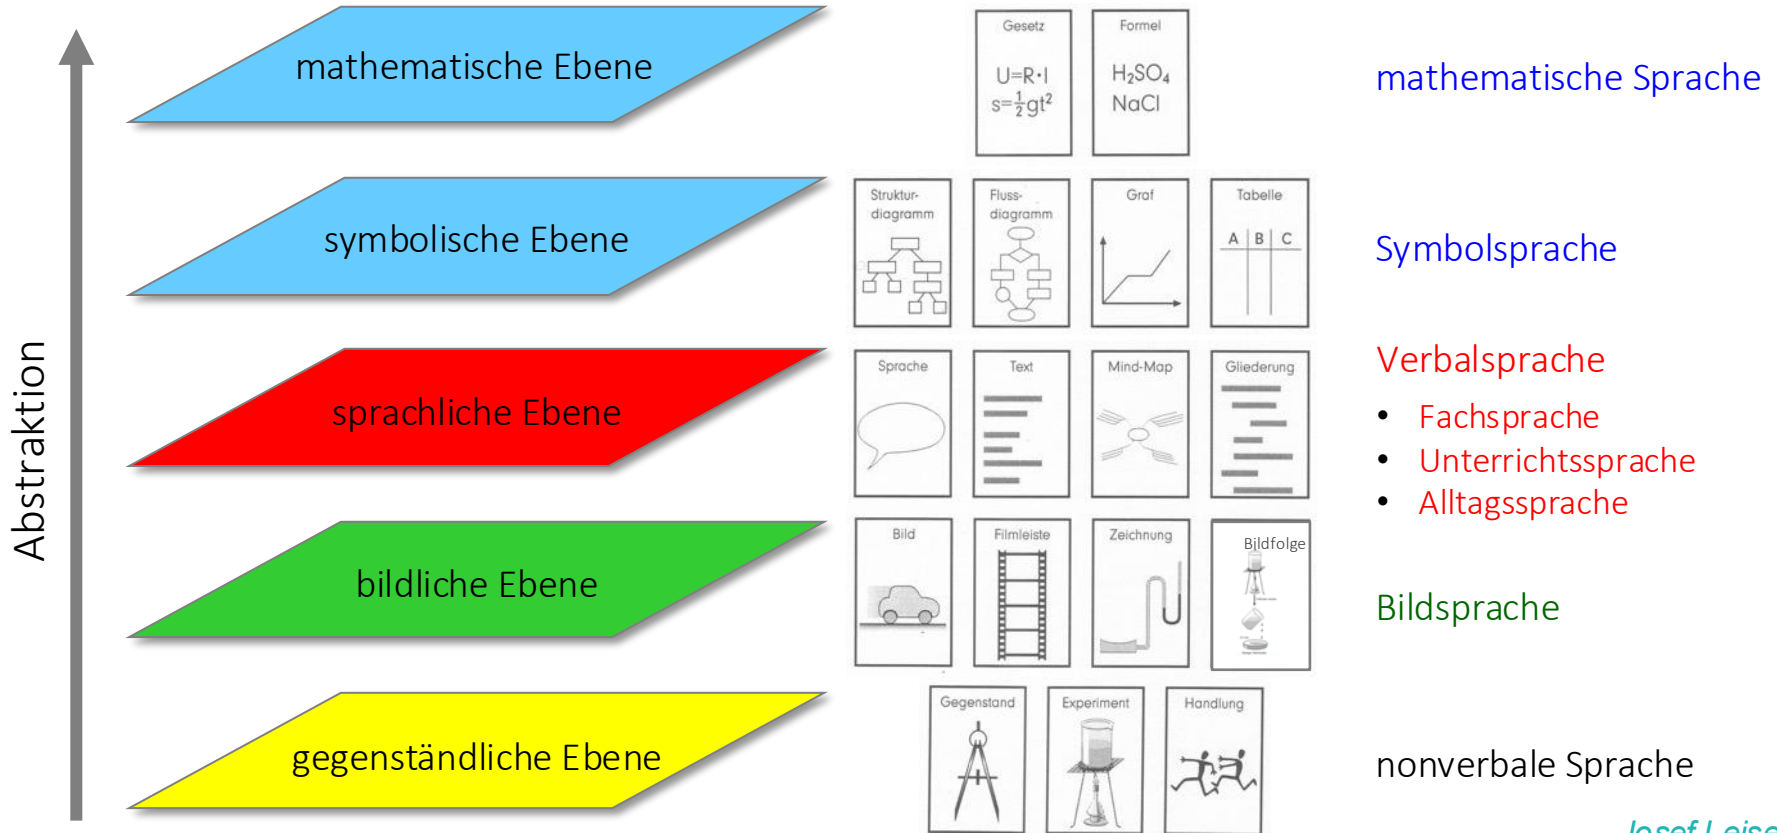 Abstraktion
mathematische Ebene
Gesetz
U=R·I
s=½gt²
Formel
H₂SO₄
NaCl
mathematische Sprache
symbolische Ebene
Struktur-
diagramm
Fluss-
diagramm
Graf
Tabelle
A B C
Symbolsprache
sprachliche Ebene
Sprache
Text
Mind-Map
Gliederung
Verbalsprache
• Fachsprache
• Unterrichtssprache
• Alltagssprache
bildliche Ebene
Bild
Filmleiste
Zeichnung
Bildfolge
Bildsprache
gegenständliche Ebene
Gegenstand
Experiment
Handlung
nonverbale Sprache
Josef Leise